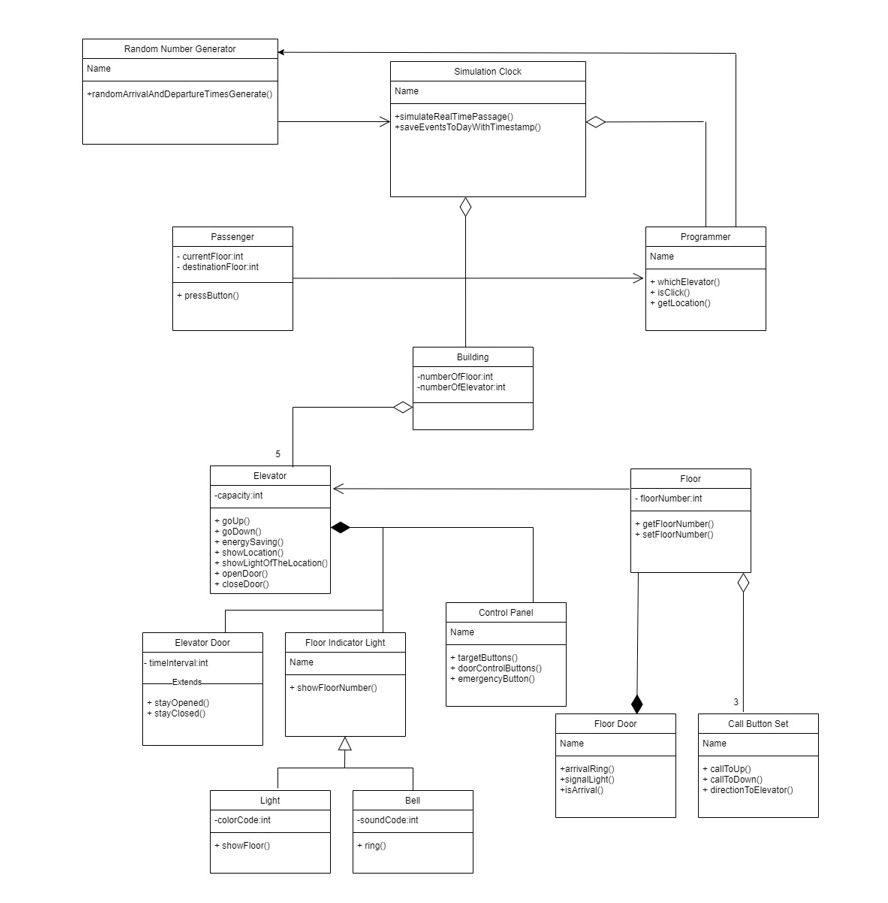 Random Number Generator
Name
+randomArrivalAndDepartureTimesGenerate()
Simulation Clock
Name
+simulateRealTimePassage()
+saveEventsToDayWithTimestamp()
Passenger
- currentFloor:int
- destinationFloor:int
+ pressButton()
Programmer
Name
+ whichElevator()
+ isClick()
+ getLocation()
Building
-numberOfFloor:int
-numberOfElevator:int
5
Elevator
-capacity:int
+ goUp()
+ goDown()
+ energySaving()
+ showLocation()
+ showLightOfTheLocation()
+ openDoor()
+ closeDoor()
Floor
- floorNumber:int
+ getFloorNumber()
+ setFloorNumber()
Elevator Door
- timeInterval:int
Extends
+ stayOpened()
+ stayClosed()
Floor Indicator Light
Name
+ showFloorNumber()
Control Panel
Name
+ targetButtons()
+ doorControlButtons()
+ emergencyButton()
3
Floor Door
Name
+arrivalRing()
+signalLight()
+isArrival()
Call Button Set
Name
+ callToUp()
+ callToDown()
+ directionToElevator()
Light
-colorCode:int
+ showFloor()
Bell
-soundCode:int
+ ring()